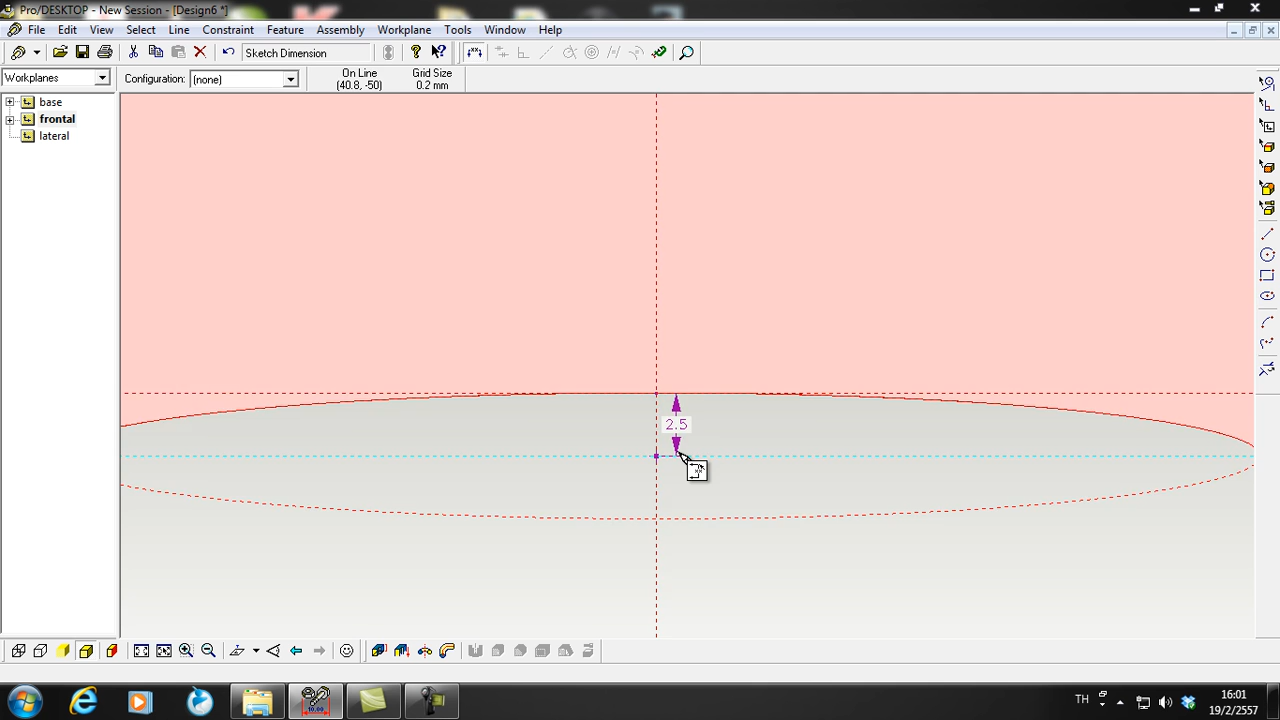 Pro/DESKTOP - New Session - [Design6 *]
File Edit View Select Line Constraint Feature Assembly Workplane Tools Window Help
Sketch Dimension
Workplanes
Configuration: (none)
On Line
(40.8, -50)
Grid Size
0.2 mm
base
frontal
lateral
2.5
10.00
TH
16:01
19/2/2557